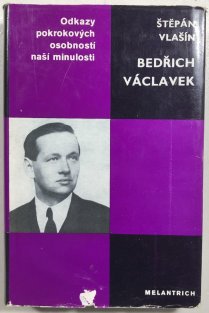 Odkazy
pokrokových
osobností
naší minulosti
ŠTĚPÁN
VLAŠÍN
BEDŘICH
VÁCLAVEK
MELANTRICH